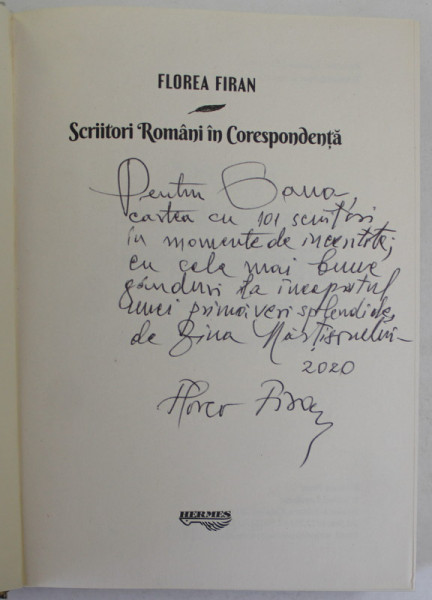 FLOREA FIRAN
Scriitori Români în Corespondență
Pentru Oana,
cartea cu 101 scriitori
în momente de
cu cele mai bune
gânduri la începutul
unei primăveri splendide,
de Ziua Mărțișorului
2020
Florea Firan
HERMES